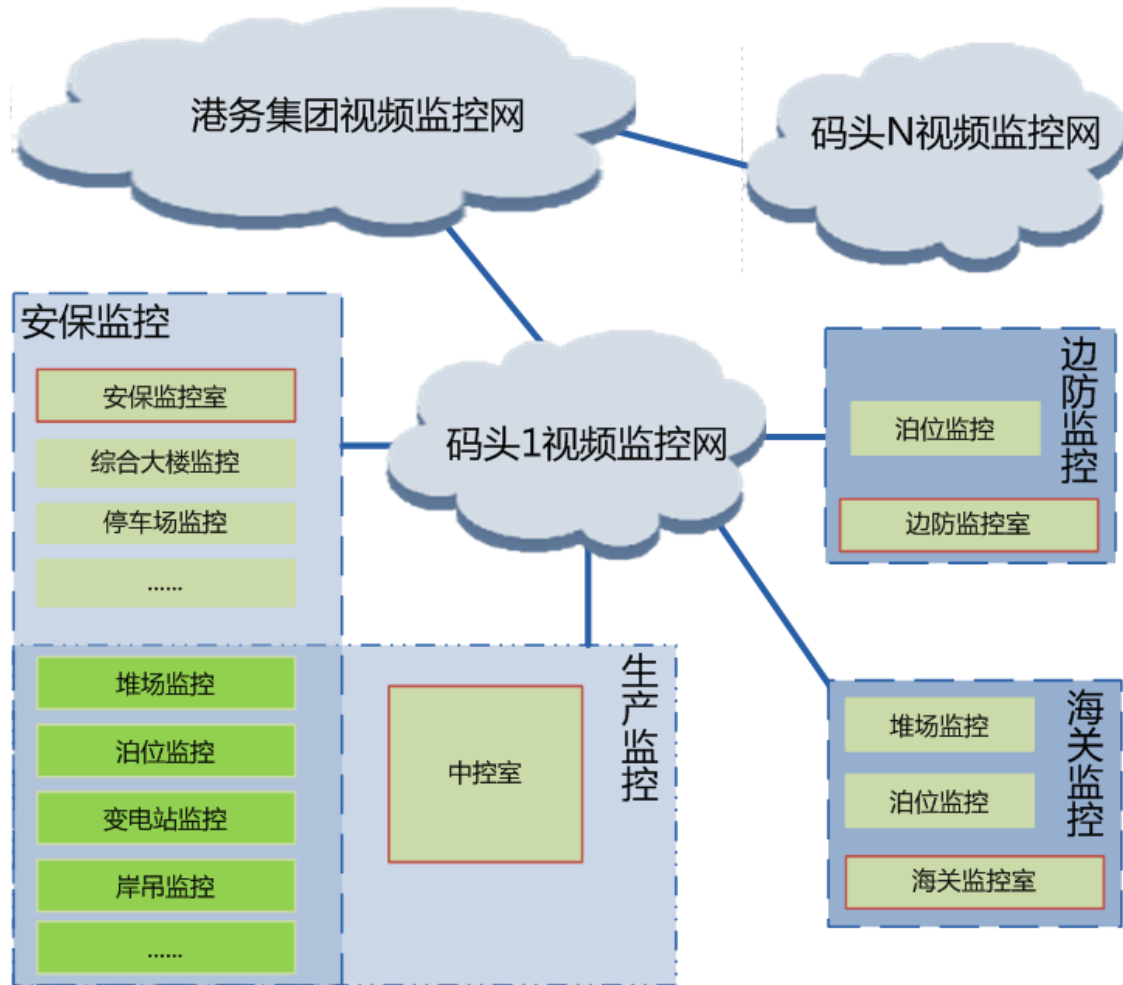 港务集团视频监控网
码头N视频监控网
安保监控
安保监控室
综合大楼监控
停车场监控
......
码头1视频监控网
边防监控
泊位监控
边防监控室
堆场监控
泊位监控
变电站监控
岸吊监控
......
生产监控
中控室
海关监控
堆场监控
泊位监控
海关监控室